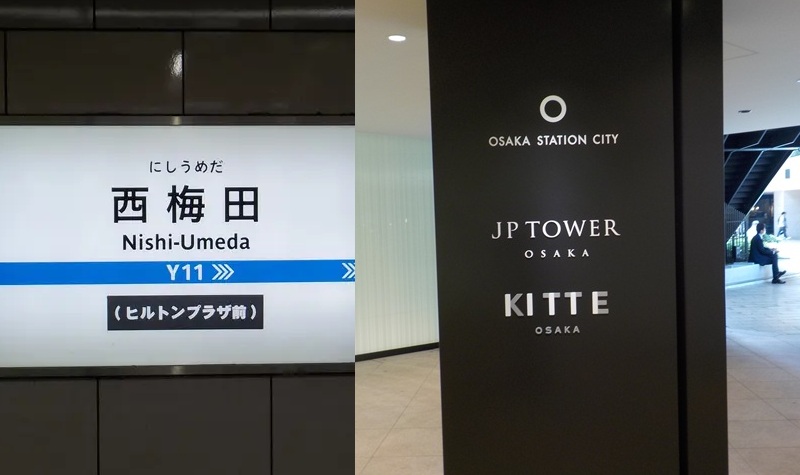 にしうめだ
西梅田
Nishi-Umeda
Y11
(ヒルトンプラザ前)
OSAKA STATION CITY
JP TOWER
OSAKA
KITTE
OSAKA